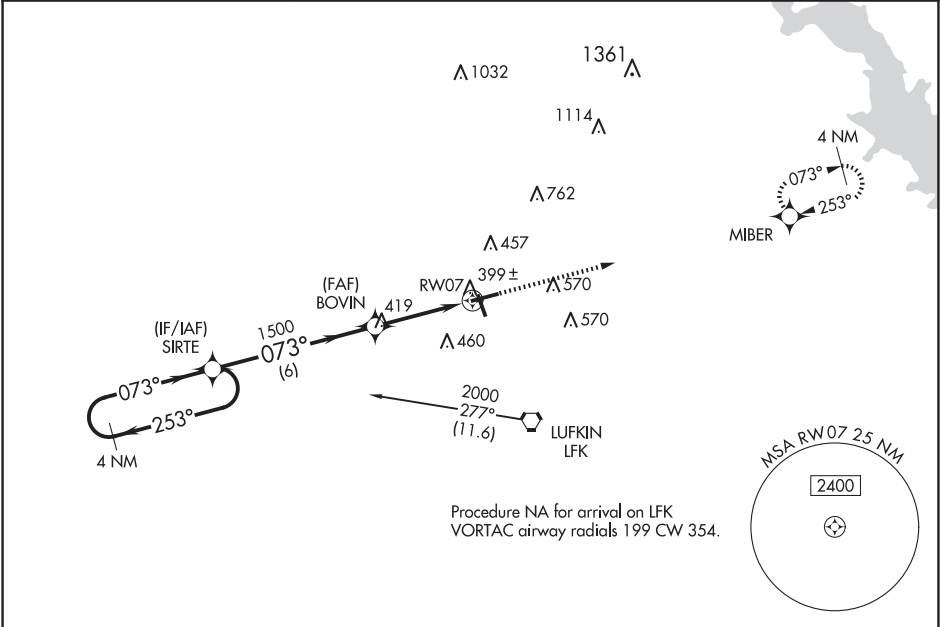 1032
1361
1114
4 NM
073°
253°
762
MIBER
457
RW07
399±
570
(FAF)
BOVIN
419
570
(IF/IAF)
SIRTE
1500
073°
(6)
460
073°
253°
4 NM
2000
277°
(11.6)
LUFKIN
LFK
MSA RW07 25 NM
2400
Procedure NA for arrival on LFK
VORTAC airway radials 199 CW 354.